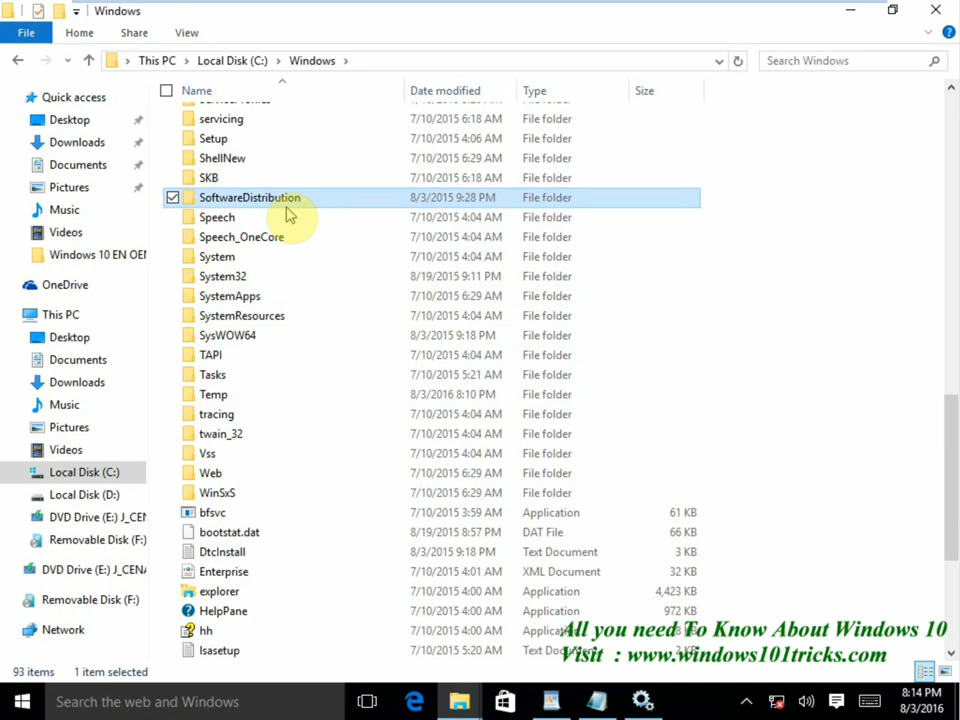 Windows
File Home Share View
This PC Local Disk (C:) Windows
Search Windows
Name Date modified Type Size
Quick access
Desktop
Downloads
Documents
Pictures
Music
Videos
Windows 10 EN OEM
OneDrive
This PC
Desktop
Documents
Downloads
Music
Pictures
Videos
Local Disk (C:)
Local Disk (D:)
DVD Drive (E:) J_CEN
Removable Disk (F:)
DVD Drive (E:) J_CENA
Removable Disk (F:)
Network
servicing 7/10/2015 6:18 AM File folder
Setup 7/10/2015 4:06 AM File folder
ShellNew 7/10/2015 6:29 AM File folder
SKB 7/10/2015 6:18 AM File folder
SoftwareDistribution 8/3/2015 9:28 PM File folder
Speech 7/10/2015 4:04 AM File folder
Speech_OneCore 7/10/2015 4:04 AM File folder
System 7/10/2015 4:04 AM File folder
System32 8/19/2015 9:11 PM File folder
SystemApps 7/10/2015 6:29 AM File folder
SystemResources 7/10/2015 4:04 AM File folder
SysWOW64 8/3/2015 9:18 PM File folder
TAPI 7/10/2015 4:04 AM File folder
Tasks 7/10/2015 5:21 AM File folder
Temp 8/3/2016 8:10 PM File folder
tracing 7/10/2015 4:04 AM File folder
twain_32 7/10/2015 4:04 AM File folder
Vss 7/10/2015 4:04 AM File folder
Web 7/10/2015 6:29 AM File folder
WinSxS 7/10/2015 6:29 AM File folder
bfsvc 7/10/2015 3:59 AM Application 61 KB
bootstat.dat 8/19/2015 8:57 PM DAT File 66 KB
DtcInstall 8/3/2015 9:18 PM Text Document 3 KB
Enterprise 7/10/2015 4:01 AM XML Document 32 KB
explorer 7/10/2015 4:00 AM Application 4,423 KB
HelpPane 7/10/2015 4:00 AM Application 972 KB
hh 7/10/2015 4:00 AM
lsasetup 7/10/2015 5:20 AM
All you need To Know About Windows 10
Visit : www.windows101tricks.com
93 items 1 item selected
Search the web and Windows
8:14 PM
8/3/2016